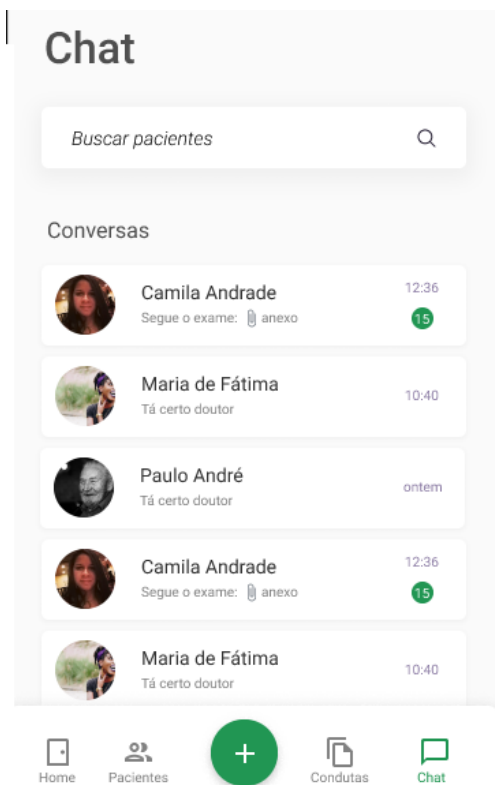 Chat
Buscar pacientes
Conversas
Camila Andrade 12:36
Segue o exame: anexo 15
Maria de Fátima
Tá certo doutor 10:40
Paulo André
Tá certo doutor ontem
Camila Andrade 12:36
Segue o exame: anexo 15
Maria de Fátima
Tá certo doutor 10:40
Home Pacientes + Condutas Chat